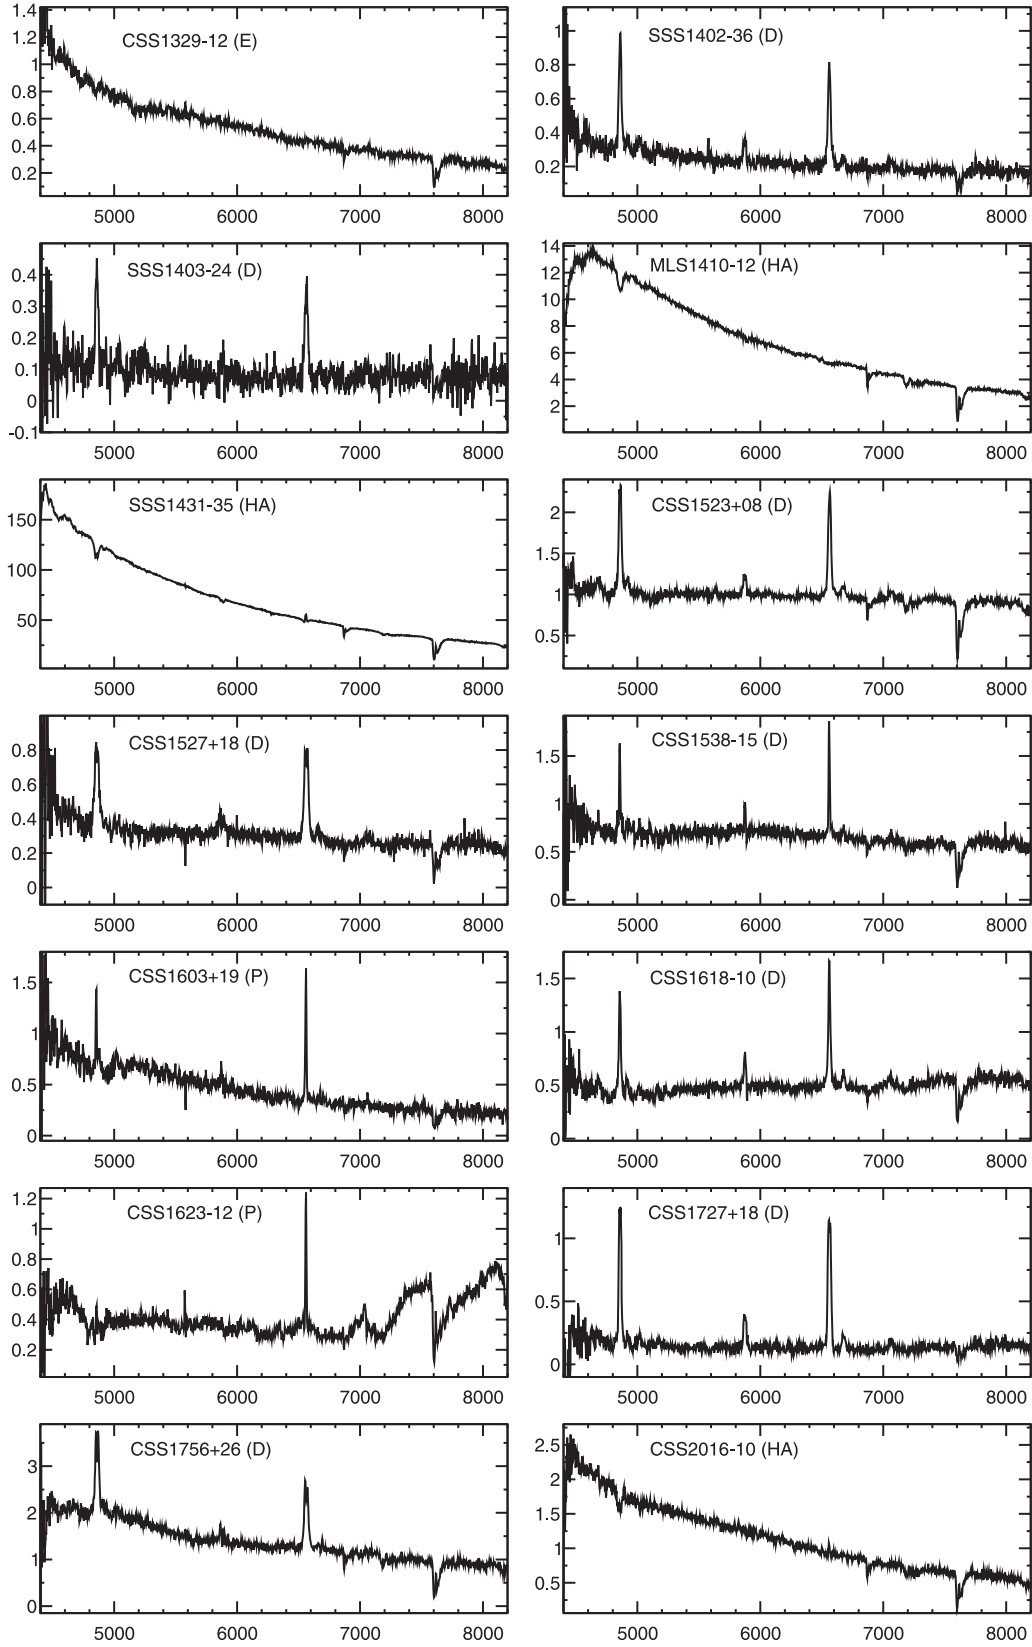 CSS1329-12 (E)
1.4
1.2
1
0.8
0.6
0.4
0.2
5000 6000 7000 8000
SSS1402-36 (D)
1
0.8
0.6
0.4
0.2
5000 6000 7000 8000
SSS1403-24 (D)
0.4
0.3
0.2
0.1
0
-0.1
5000 6000 7000 8000
MLS1410-12 (HA)
14
12
10
8
6
4
2
5000 6000 7000 8000
SSS1431-35 (HA)
150
100
50
5000 6000 7000 8000
CSS1523+08 (D)
2
1.5
1
0.5
5000 6000 7000 8000
CSS1527+18 (D)
0.8
0.6
0.4
0.2
0
5000 6000 7000 8000
CSS1538-15 (D)
1.5
1
0.5
0
5000 6000 7000 8000
CSS1603+19 (P)
1.5
1
0.5
0
5000 6000 7000 8000
CSS1618-10 (D)
1.5
1
0.5
0
5000 6000 7000 8000
CSS1623-12 (P)
1.2
1
0.8
0.6
0.4
0.2
5000 6000 7000 8000
CSS1727+18 (D)
1
0.5
0
5000 6000 7000 8000
CSS1756+26 (D)
3
2
1
0
5000 6000 7000 8000
CSS2016-10 (HA)
2.5
2
1.5
1
0.5
5000 6000 7000 8000